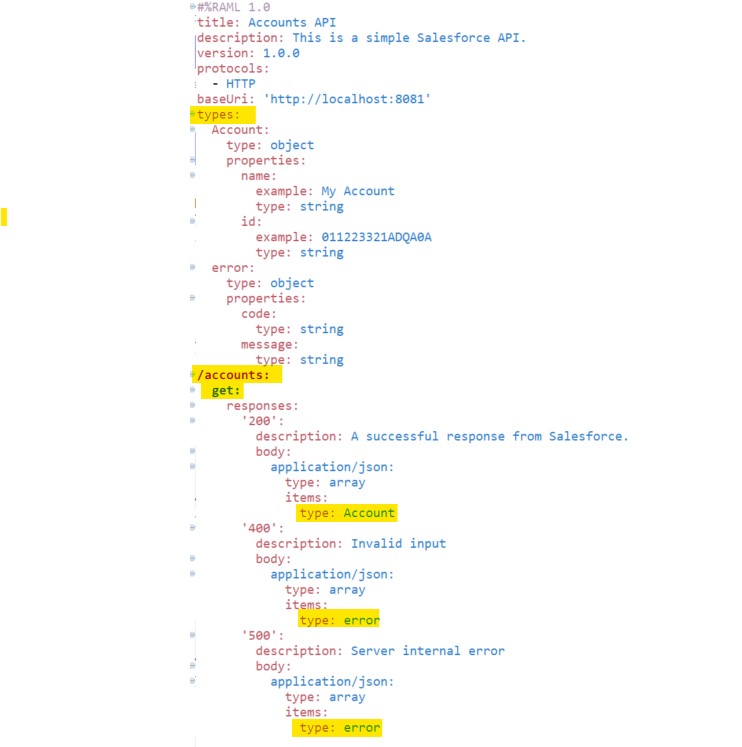 #%RAML 1.0
title: Accounts API
description: This is a simple Salesforce API.
version: 1.0.0
protocols:
  - HTTP
baseUri: 'http://localhost:8081'
types:
  Account:
    type: object
    properties:
      name:
        example: My Account
        type: string
      id:
        example: 011223321ADQA0A
        type: string
  error:
    type: object
    properties:
      code:
        type: string
      message:
        type: string
/accounts:
  get:
    responses:
      '200':
        description: A successful response from Salesforce.
        body:
          application/json:
            type: array
            items:
              type: Account
      '400':
        description: Invalid input
        body:
          application/json:
            type: array
            items:
              type: error
      '500':
        description: Server internal error
        body:
          application/json:
            type: array
            items:
              type: error